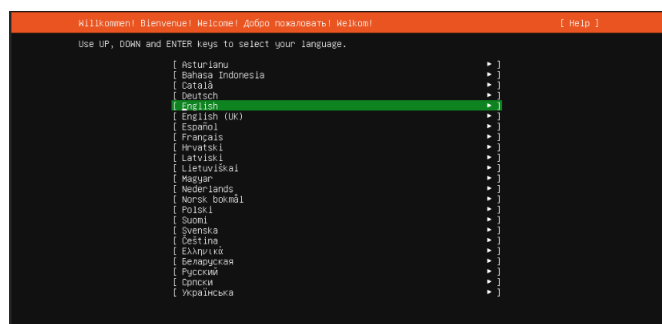 Willkommen! Bienvenue! Welcome! Добро пожаловать! Welkom! [ Help ]
Use UP, DOWN and ENTER keys to select your language.
[ Asturianu ▸ ]
[ Bahasa Indonesia ▸ ]
[ Català ▸ ]
[ Deutsch ▸ ]
[ English ▸ ]
[ English (UK) ▸ ]
[ Español ▸ ]
[ Français ▸ ]
[ Hrvatski ▸ ]
[ Latviski ▸ ]
[ Lietuviškai ▸ ]
[ Magyar ▸ ]
[ Nederlands ▸ ]
[ Norsk bokmål ▸ ]
[ Polski ▸ ]
[ Suomi ▸ ]
[ Svenska ▸ ]
[ Čeština ▸ ]
[ Ελληνικά ▸ ]
[ Беларуская ▸ ]
[ Русский ▸ ]
[ Српски ▸ ]
[ Українська ▸ ]